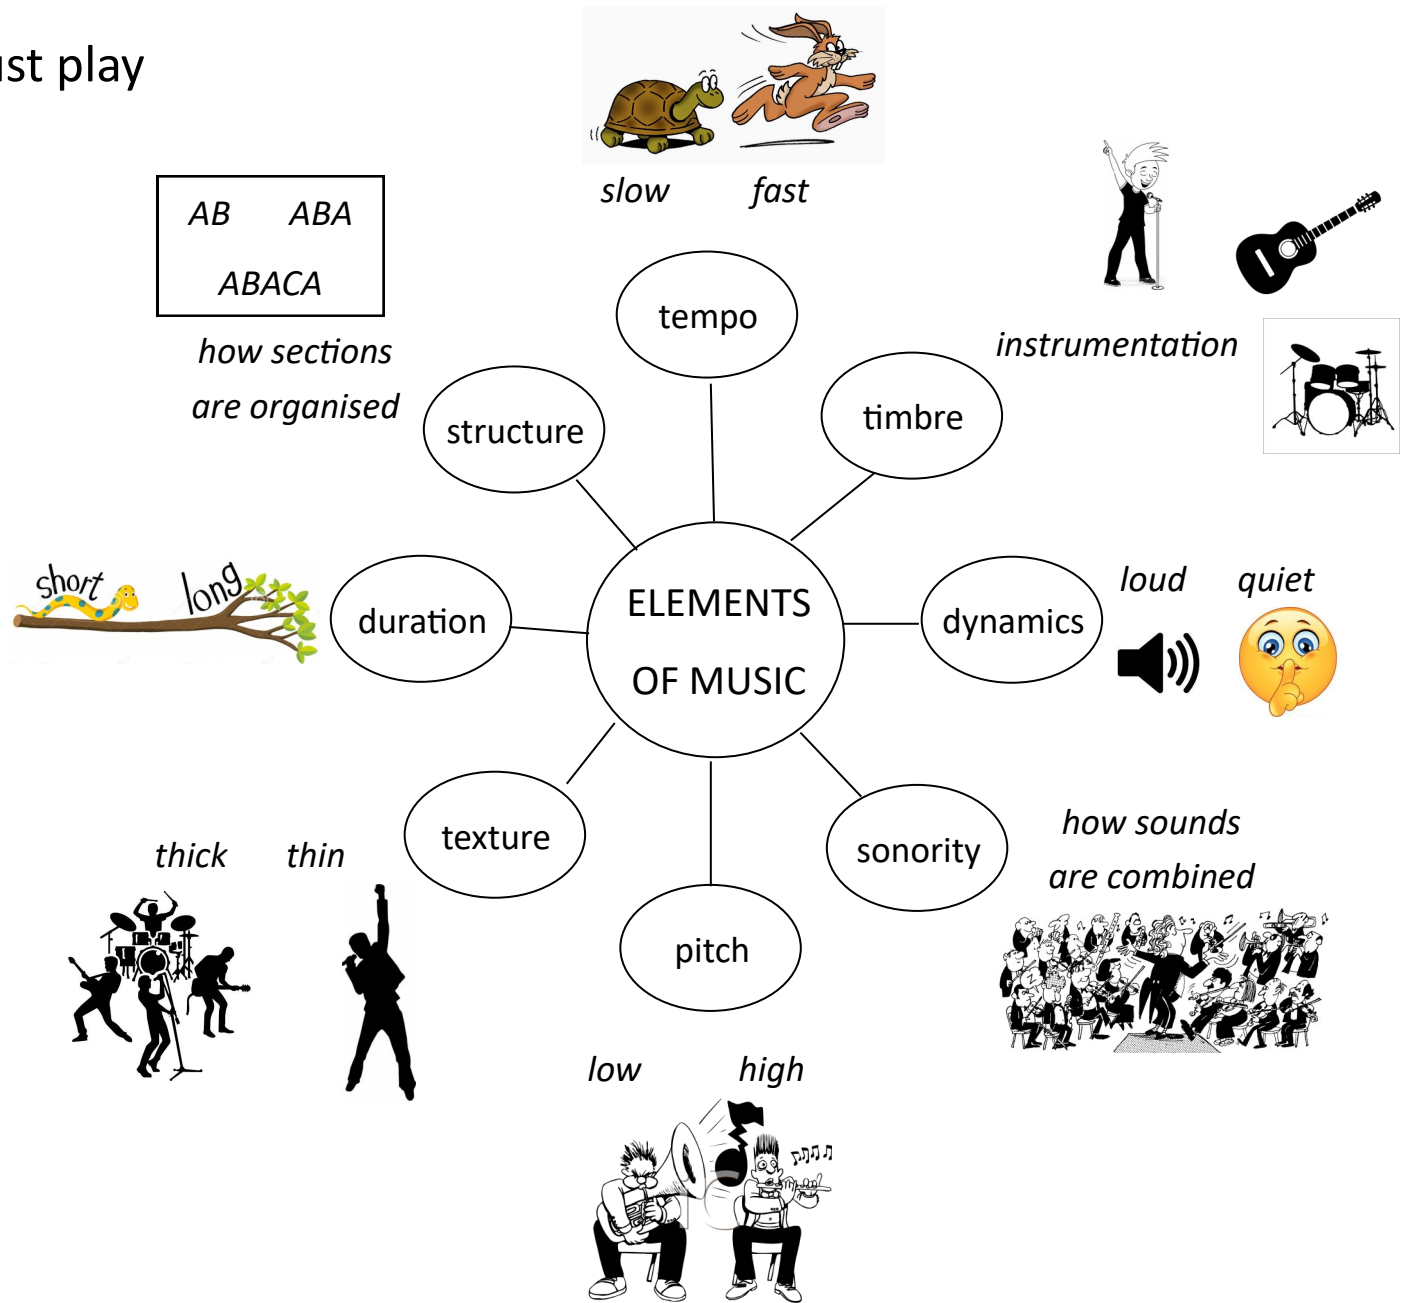 ust play
slow fast
AB ABA
ABACA
how sections
are organised
tempo
instrumentation
timbre
structure
short long
duration
ELEMENTS
OF MUSIC
dynamics
loud quiet
texture
thick thin
sonority
how sounds
are combined
pitch
low high